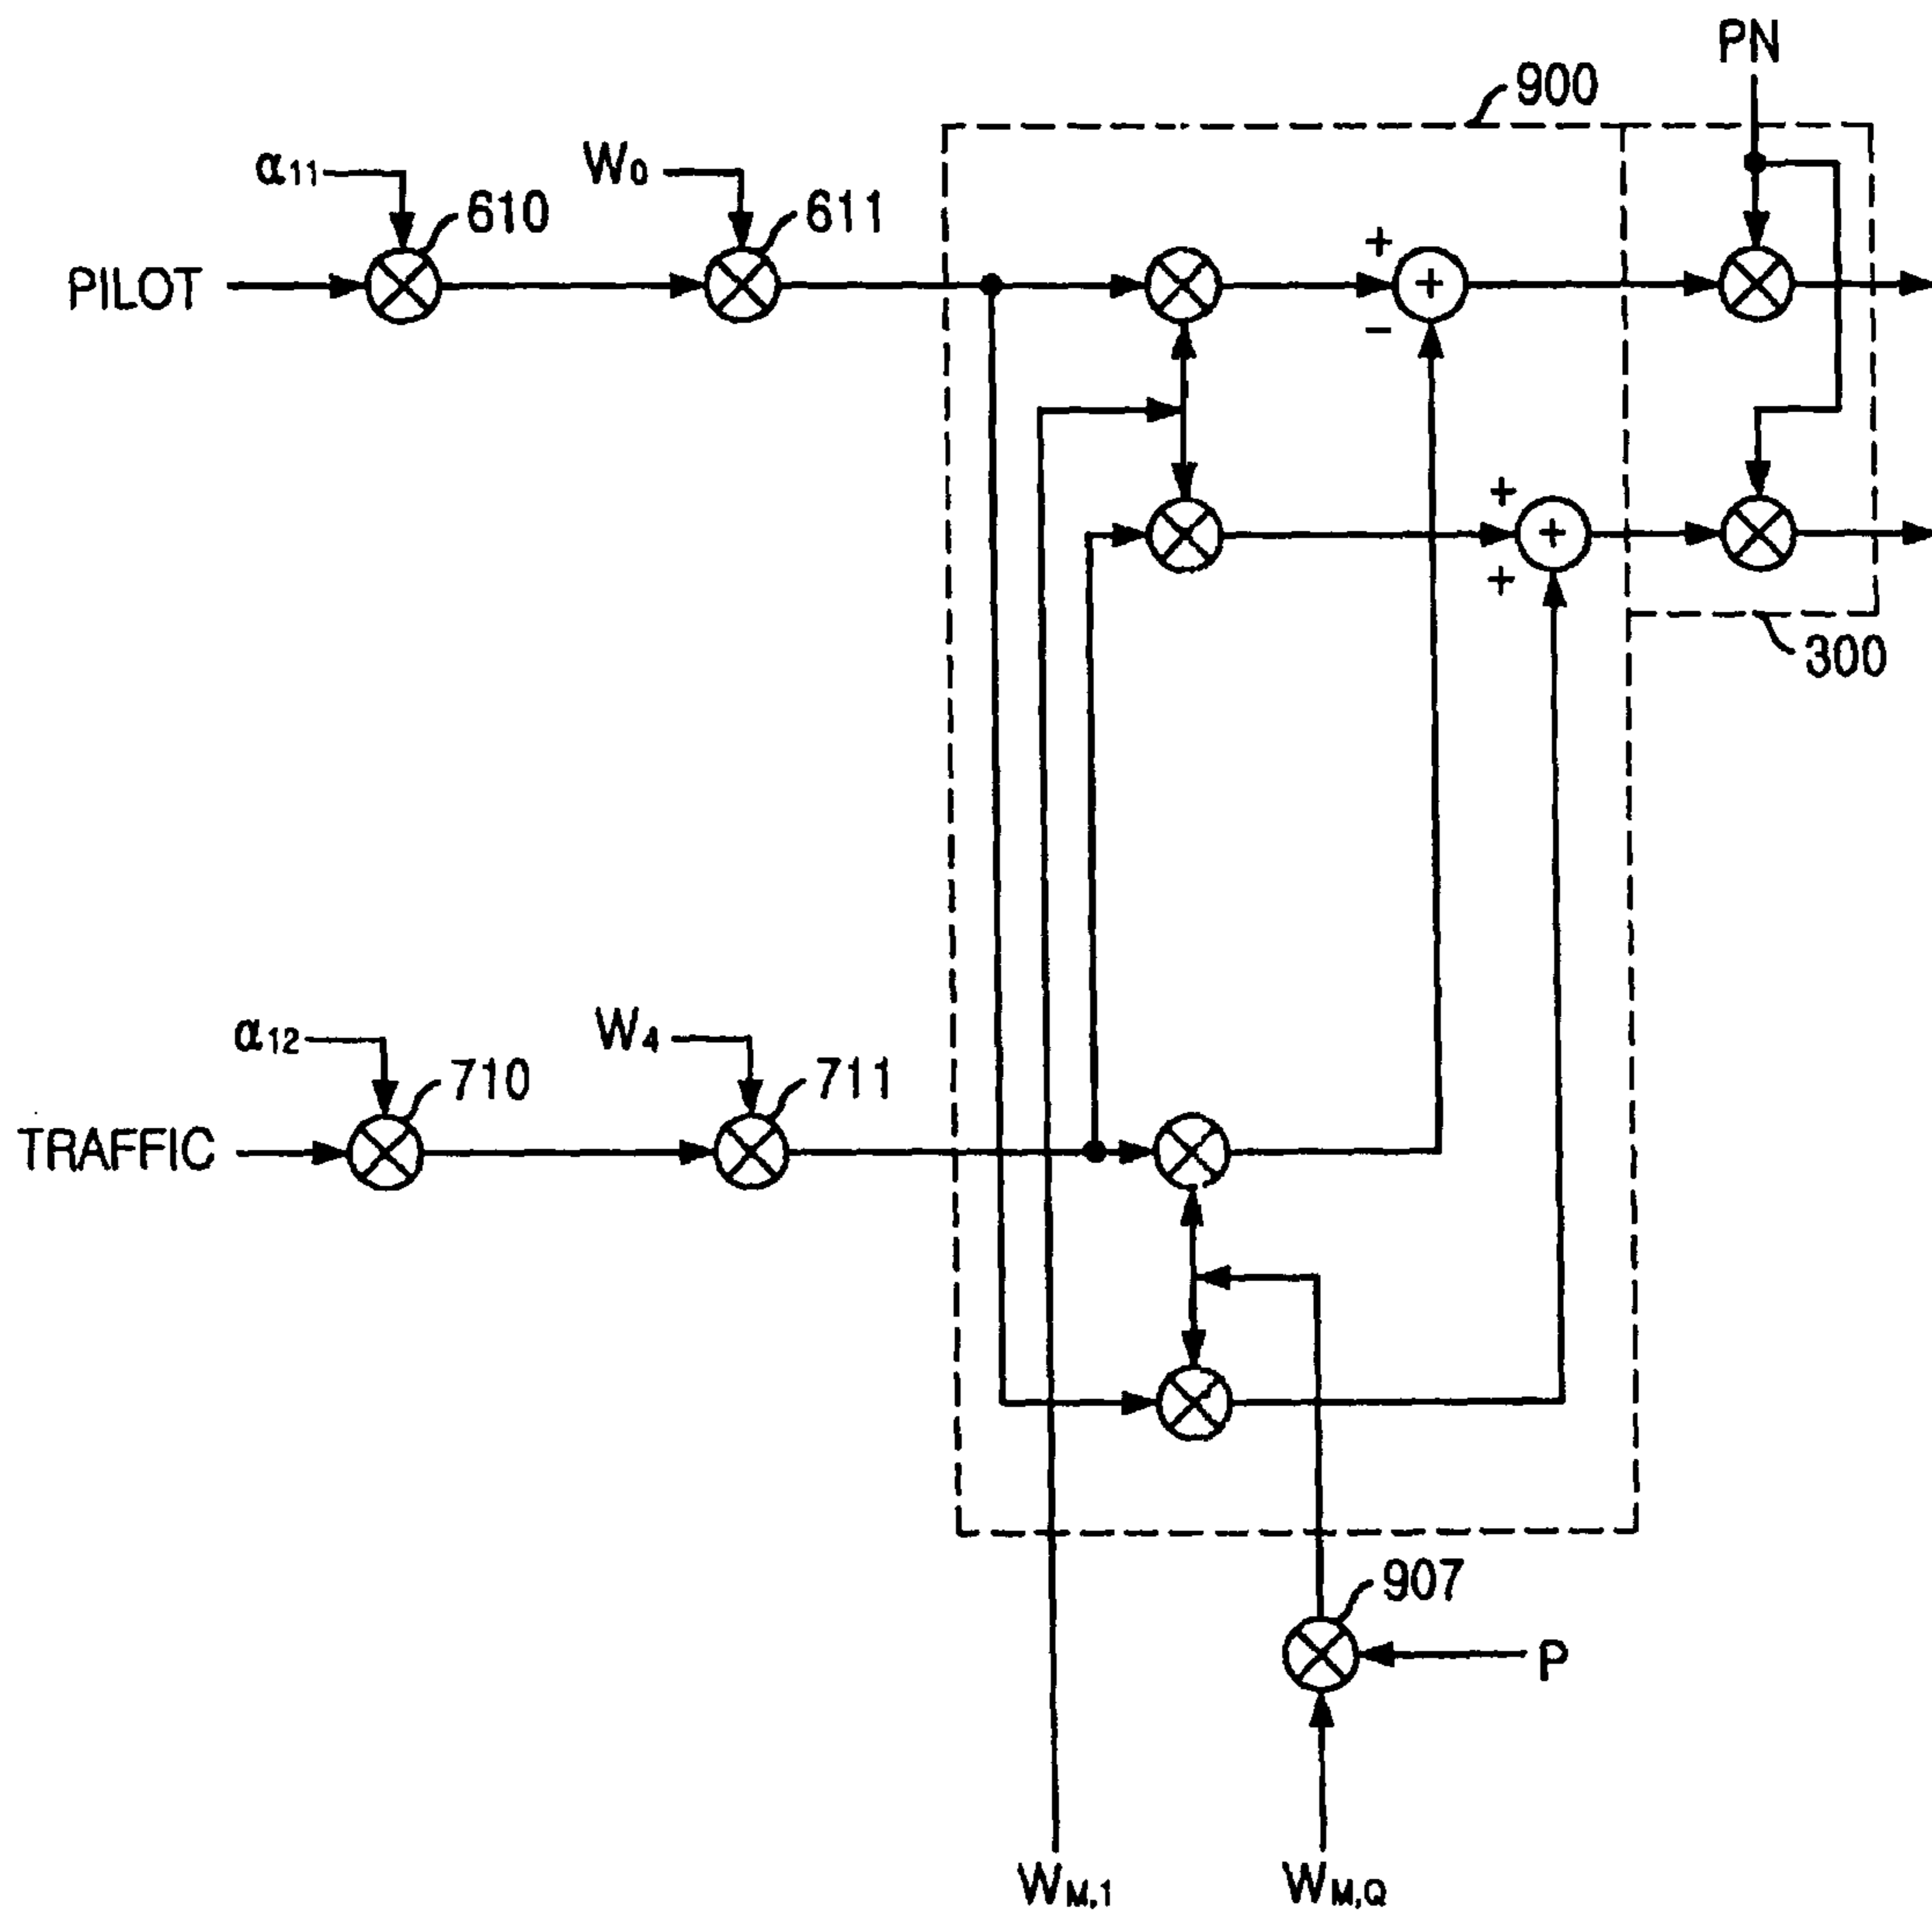 PN
900
α11
W0
610
611
PILOT
+
−
+
+
+
+
300
α12
W4
710
711
TRAFFIC
907
P
WM,1
WM,Q